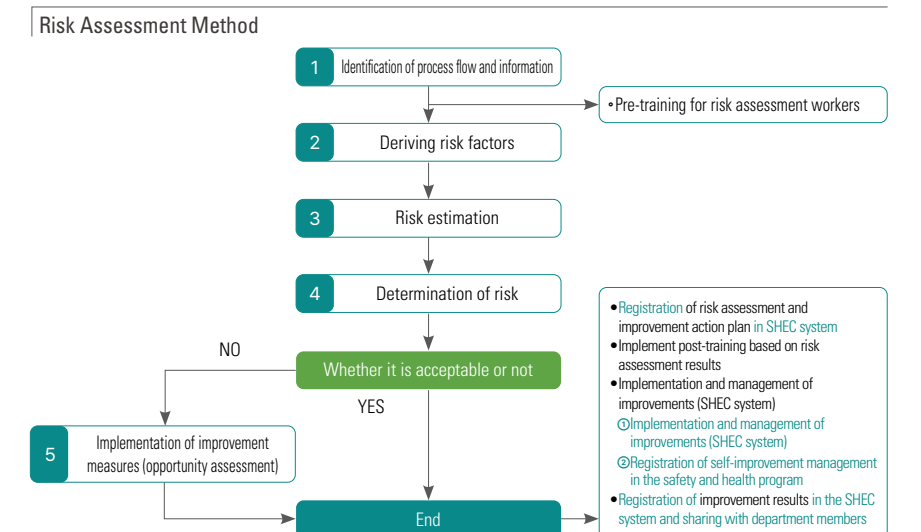 Risk Assessment Method
1 Identification of process flow and information
∘Pre-training for risk assessment workers
2 Deriving risk factors
3 Risk estimation
4 Determination of risk
NO
Whether it is acceptable or not
YES
5 Implementation of improvement
measures (opportunity assessment)
End
•Registration of risk assessment and
improvement action plan in SHEC system
•Implement post-training based on risk
assessment results
•Implementation and management of
improvements (SHEC system)
①Implementation and management of
improvements (SHEC system)
②Registration of self-improvement management
in the safety and health program
•Registration of improvement results in the SHEC
system and sharing with department members